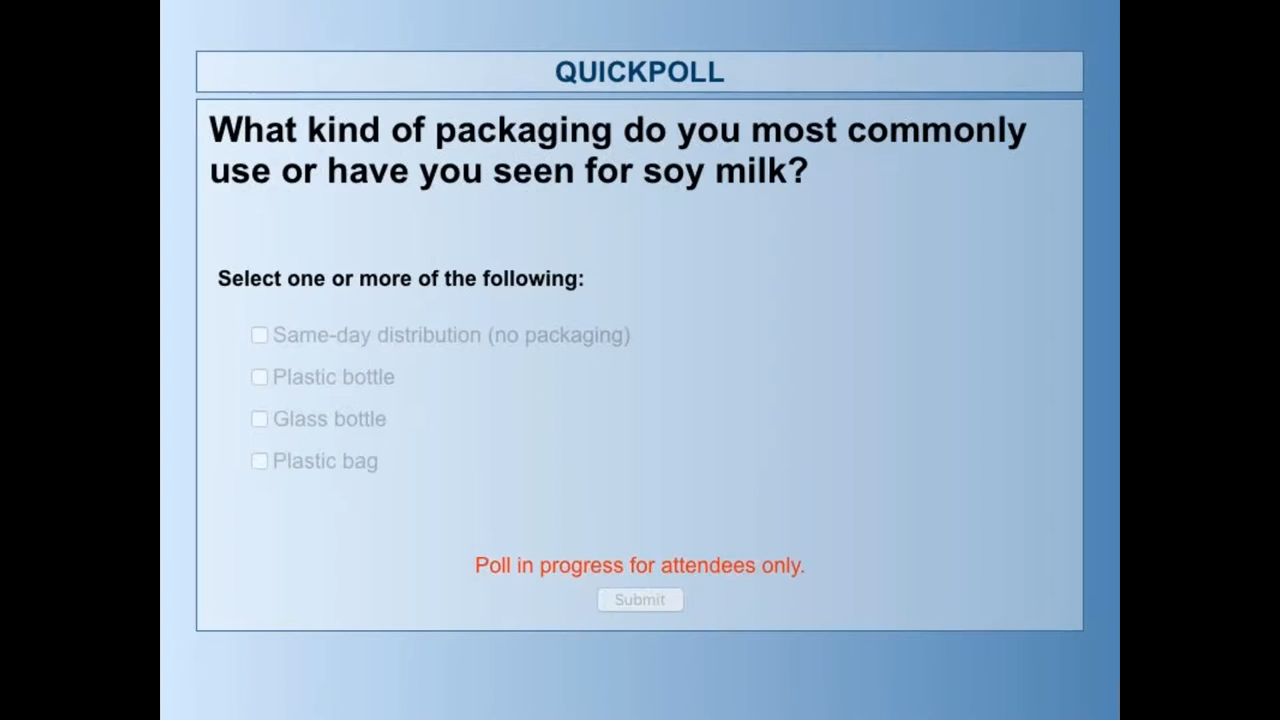 QUICKPOLL
What kind of packaging do you most commonly
use or have you seen for soy milk?
Select one or more of the following:
Same-day distribution (no packaging)
Plastic bottle
Glass bottle
Plastic bag
Poll in progress for attendees only.
Submit